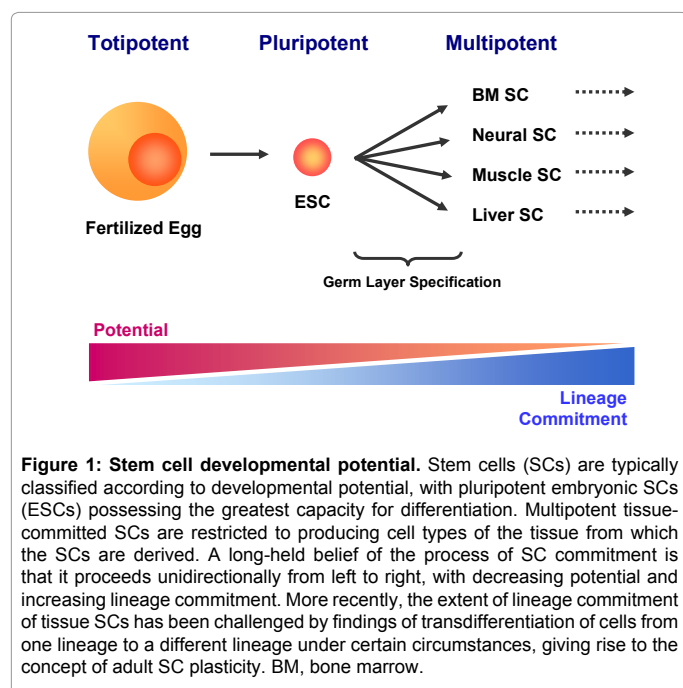 Totipotent Pluripotent Multipotent
BM SC
Neural SC
Muscle SC
Liver SC
ESC
Fertilized Egg
Germ Layer Specification
Potential
Lineage
Commitment
Figure 1: Stem cell developmental potential. Stem cells (SCs) are typically
classified according to developmental potential, with pluripotent embryonic SCs
(ESCs) possessing the greatest capacity for differentiation. Multipotent tissue-
committed SCs are restricted to producing cell types of the tissue from which
the SCs are derived. A long-held belief of the process of SC commitment is
that it proceeds unidirectionally from left to right, with decreasing potential and
increasing lineage commitment. More recently, the extent of lineage commitment
of tissue SCs has been challenged by findings of transdifferentiation of cells from
one lineage to a different lineage under certain circumstances, giving rise to the
concept of adult SC plasticity. BM, bone marrow.